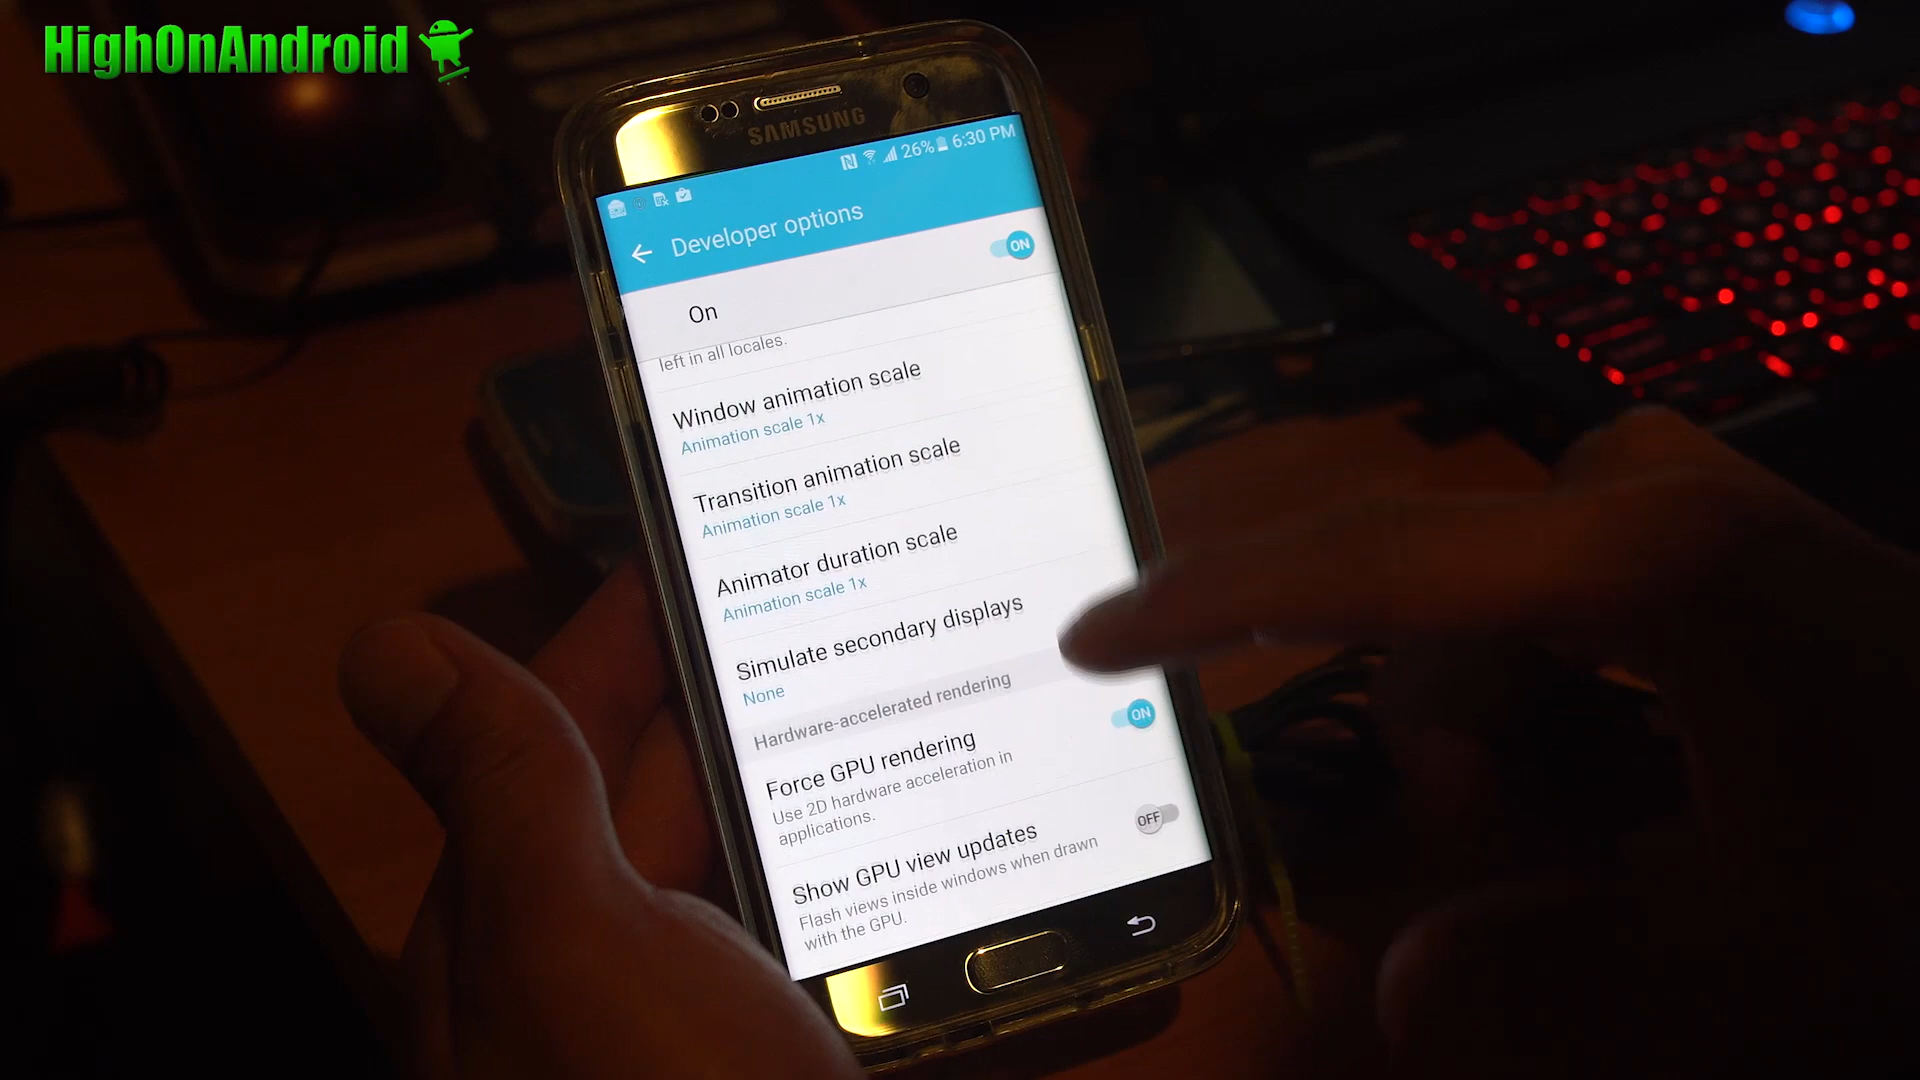 HighOnAndroid
SAMSUNG
26% 6:30 PM
Developer options
On
ON
left in all locales.
Window animation scale
Animation scale 1x
Transition animation scale
Animation scale 1x
Animator duration scale
Animation scale 1x
Simulate secondary displays
None
Hardware-accelerated rendering
Force GPU rendering
ON
Use 2D hardware acceleration in
applications.
Show GPU view updates
OFF
Flash views inside windows when drawn
with the GPU.